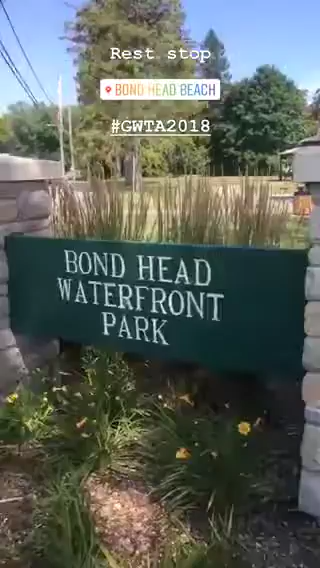 Rest stop
BOND HEAD BEACH
#GWTA2018
BOND HEAD
WATERFRONT
PARK